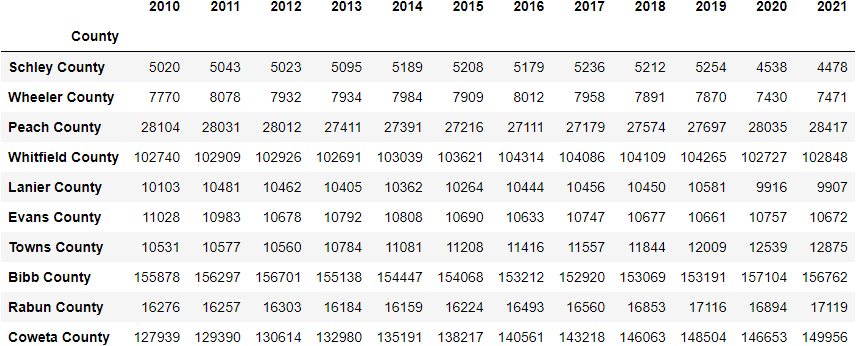 2010 2011 2012 2013 2014 2015 2016 2017 2018 2019 2020 2021
County
Schley County 5020 5043 5023 5095 5189 5208 5179 5236 5212 5254 4538 4478
Wheeler County 7770 8078 7932 7934 7984 7909 8012 7958 7891 7870 7430 7471
Peach County 28104 28031 28012 27411 27391 27216 27111 27179 27574 27697 28035 28417
Whitfield County 102740 102909 102926 102691 103039 103621 104314 104086 104109 104265 102727 102848
Lanier County 10103 10481 10462 10405 10362 10264 10444 10456 10450 10581 9916 9907
Evans County 11028 10983 10678 10792 10808 10690 10633 10747 10677 10661 10757 10672
Towns County 10531 10577 10560 10784 11081 11208 11416 11557 11844 12009 12539 12875
Bibb County 155878 156297 156701 155138 154447 154068 153212 152920 153069 153191 157104 156762
Rabun County 16276 16257 16303 16184 16159 16224 16493 16560 16853 17116 16894 17119
Coweta County 127939 129390 130614 132980 135191 138217 140561 143218 146063 148504 146653 149956